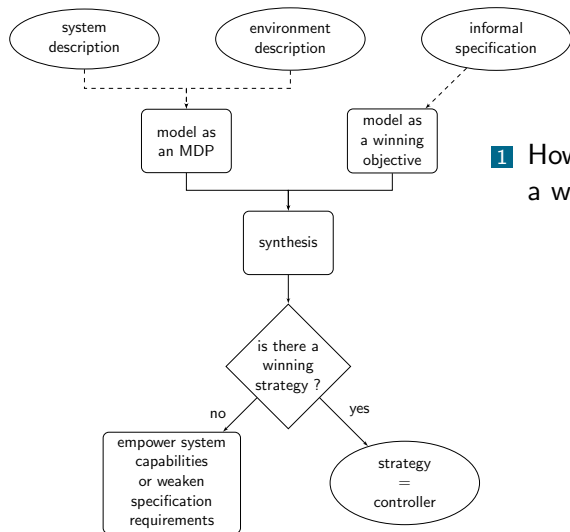 system
description
environment
description
informal
specification
model as
an MDP
model as
a winning
objective
1 How
a w
synthesis
is there a
winning
strategy ?
no
yes
empower system
capabilities
or weaken
specification
requirements
strategy
=
controller